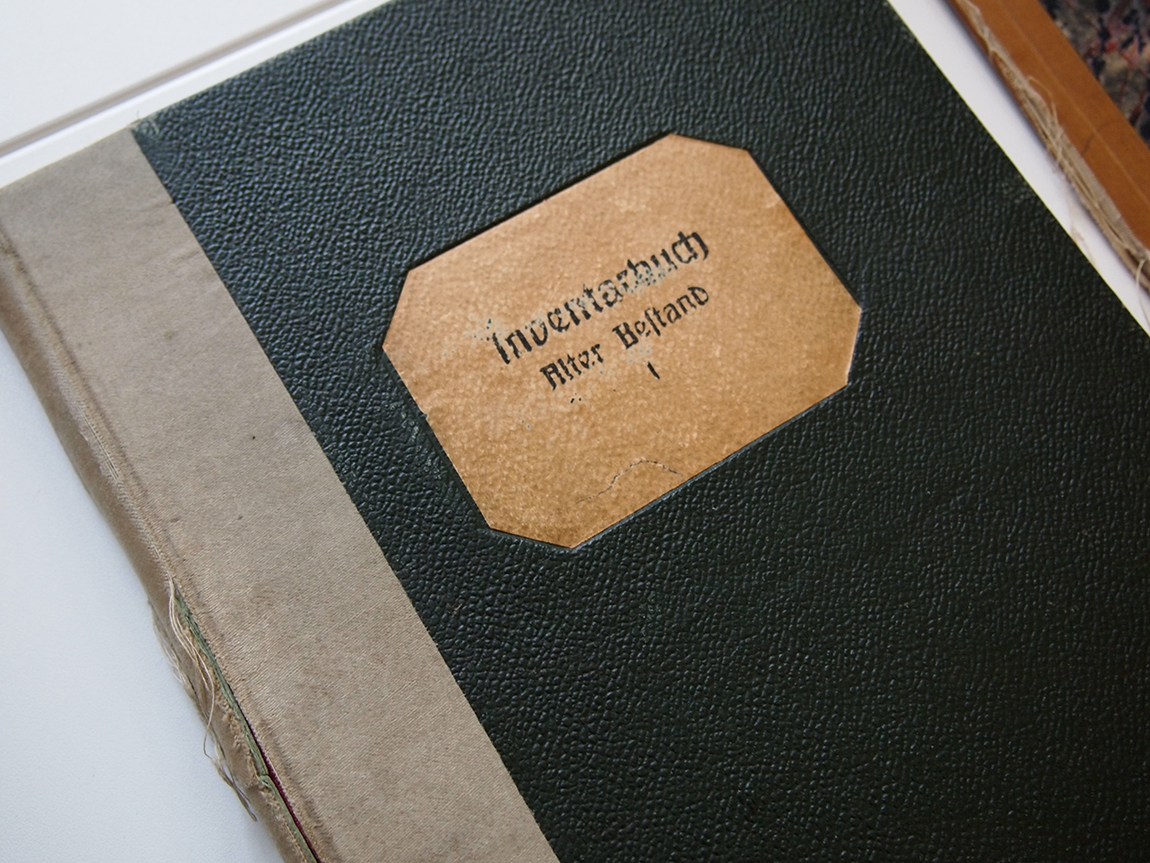 Inventarbuch
Alter Bestand
I